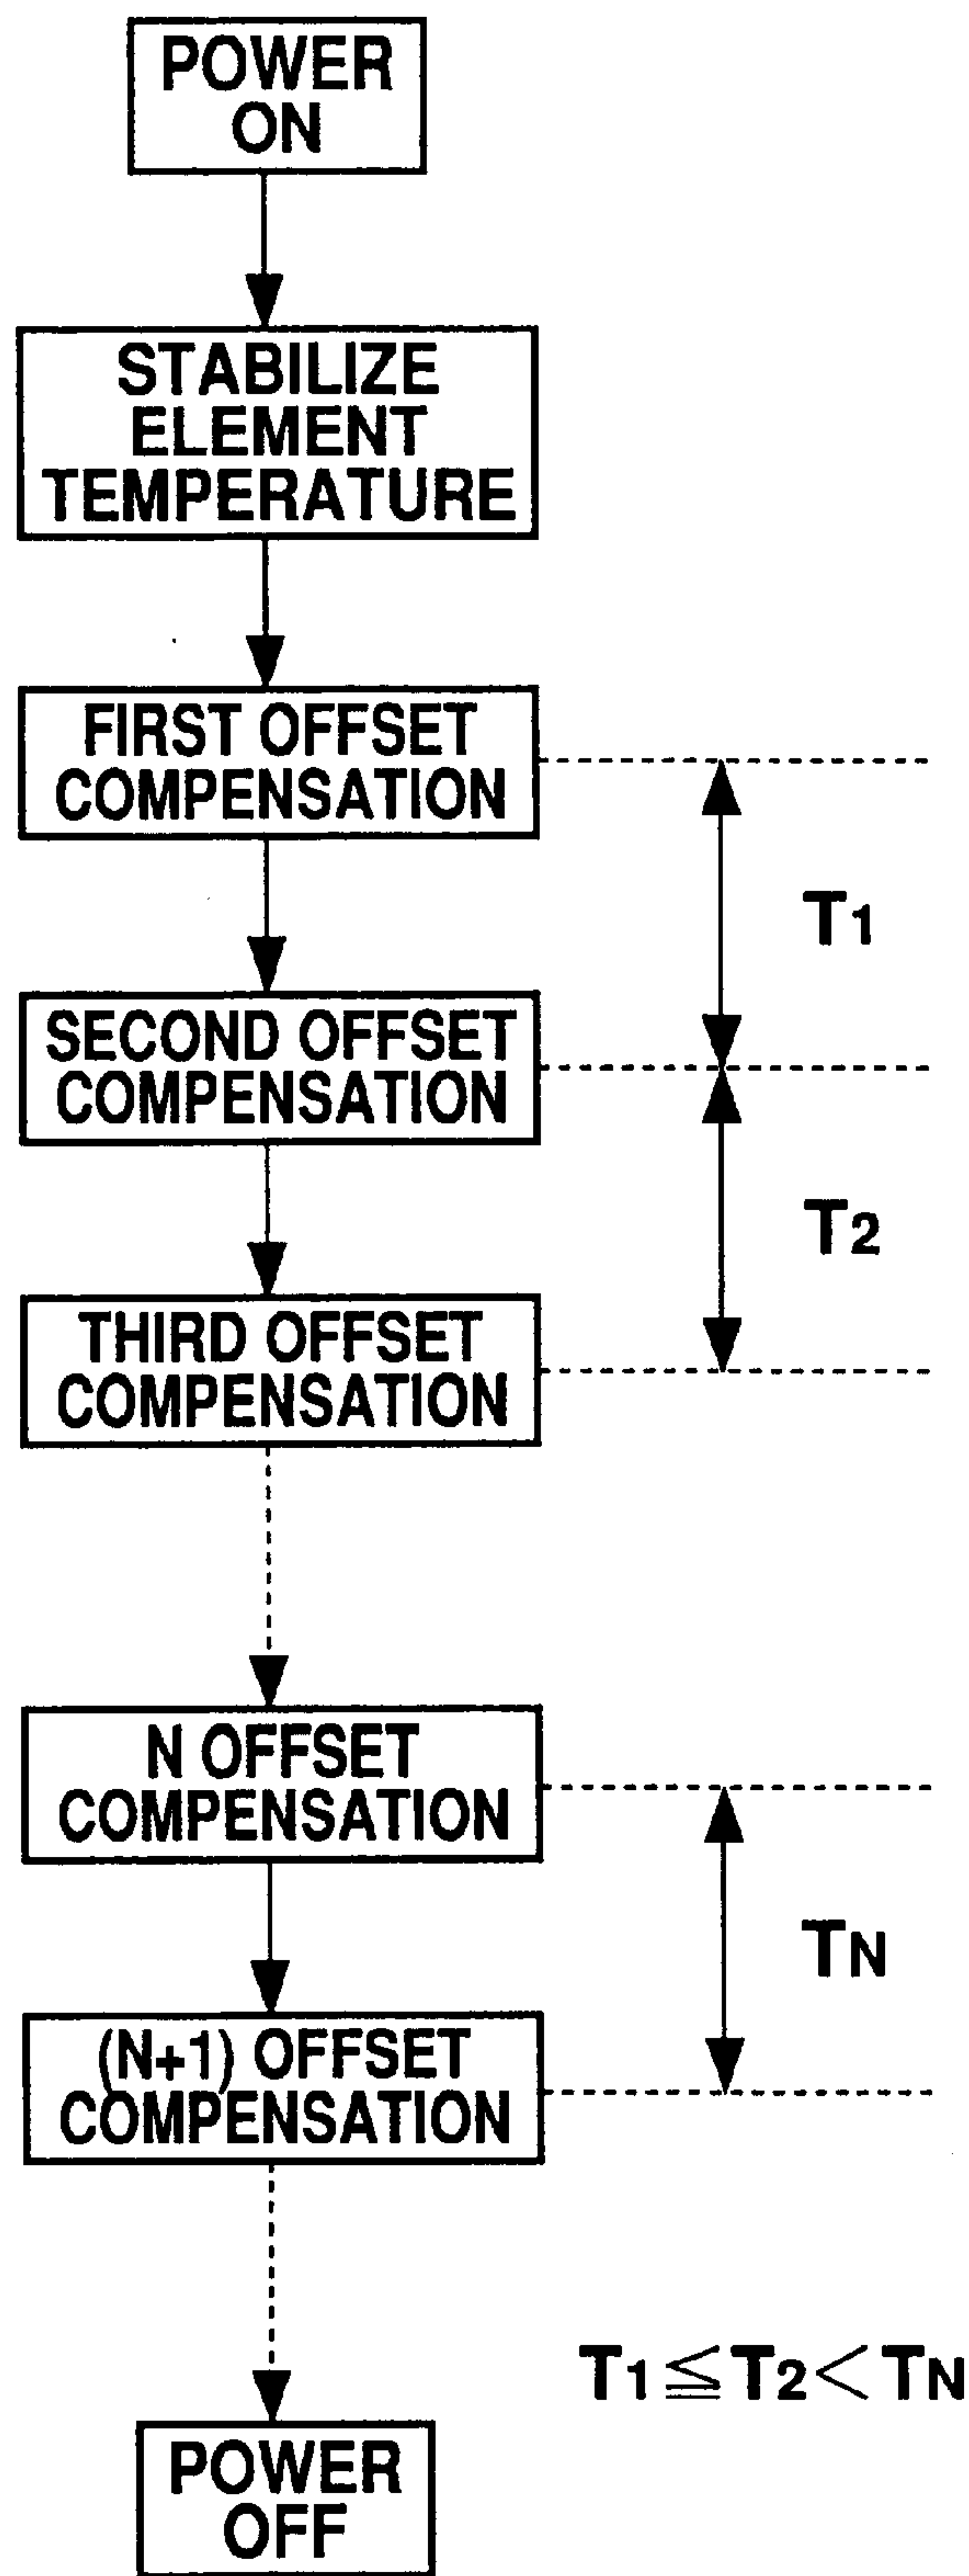 POWER
ON
STABILIZE
ELEMENT
TEMPERATURE
FIRST OFFSET
COMPENSATION
T1
SECOND OFFSET
COMPENSATION
T2
THIRD OFFSET
COMPENSATION
N OFFSET
COMPENSATION
TN
(N+1) OFFSET
COMPENSATION
T1≦T2<TN
POWER
OFF